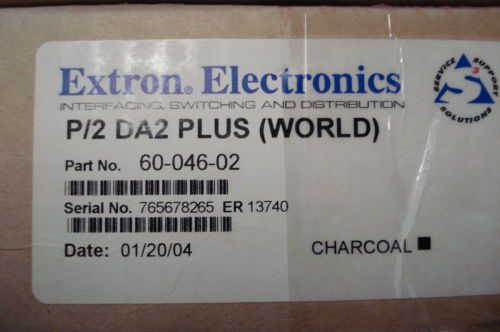 Extron® Electronics
INTERFACING, SWITCHING AND DISTRIBUTION
SERVICE SUPPORT SOLUTIONS
P/2 DA2 PLUS (WORLD)
Part No. 60-046-02
Serial No. 765678265 ER 13740
Date: 01/20/04
CHARCOAL